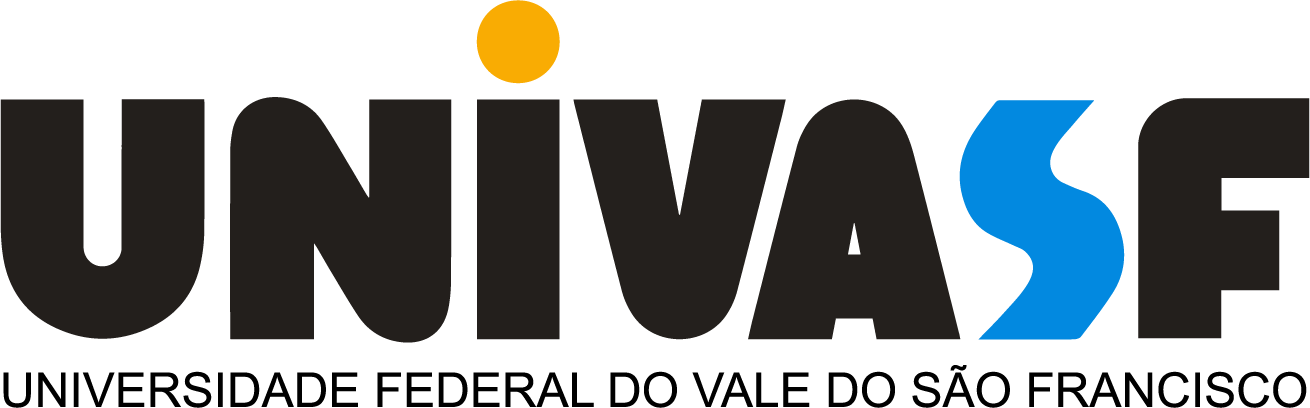 UNiVASF
UNIVERSIDADE FEDERAL DO VALE DO SÃO FRANCISCO